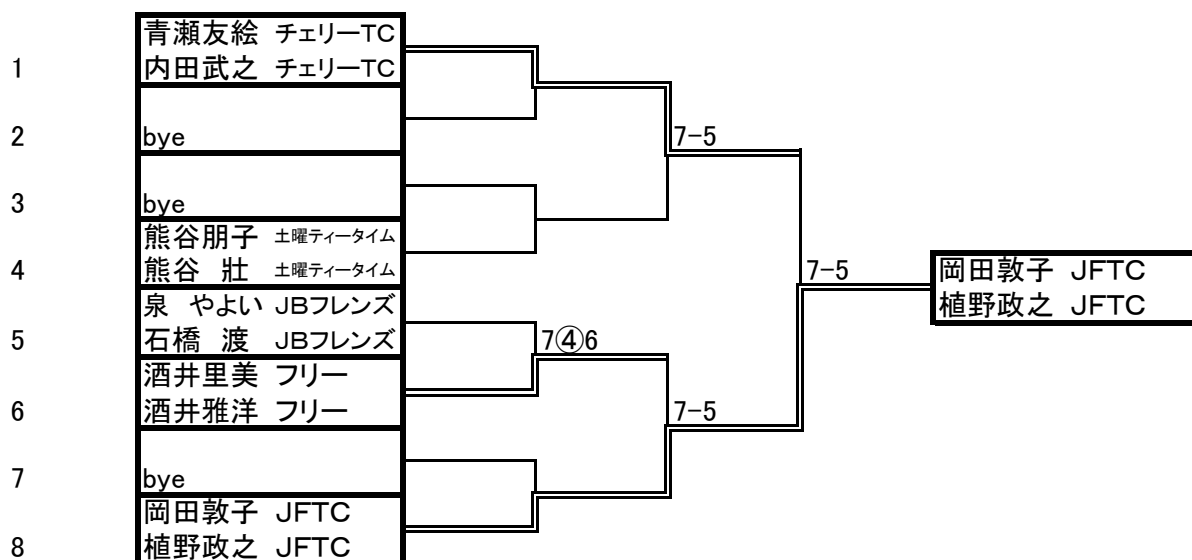 青瀬友絵 チェリーTC
1 内田武之 チェリーTC
2 bye
7-5
3 bye
熊谷朋子 土曜ティータイム
4 熊谷 壯 土曜ティータイム
7-5
岡田敦子 JFTC
植野政之 JFTC
泉 やよい JBフレンズ
5 石橋 渡 JBフレンズ
7④6
酒井里美 フリー
6 酒井雅洋 フリー
7-5
7 bye
岡田敦子 JFTC
8 植野政之 JFTC